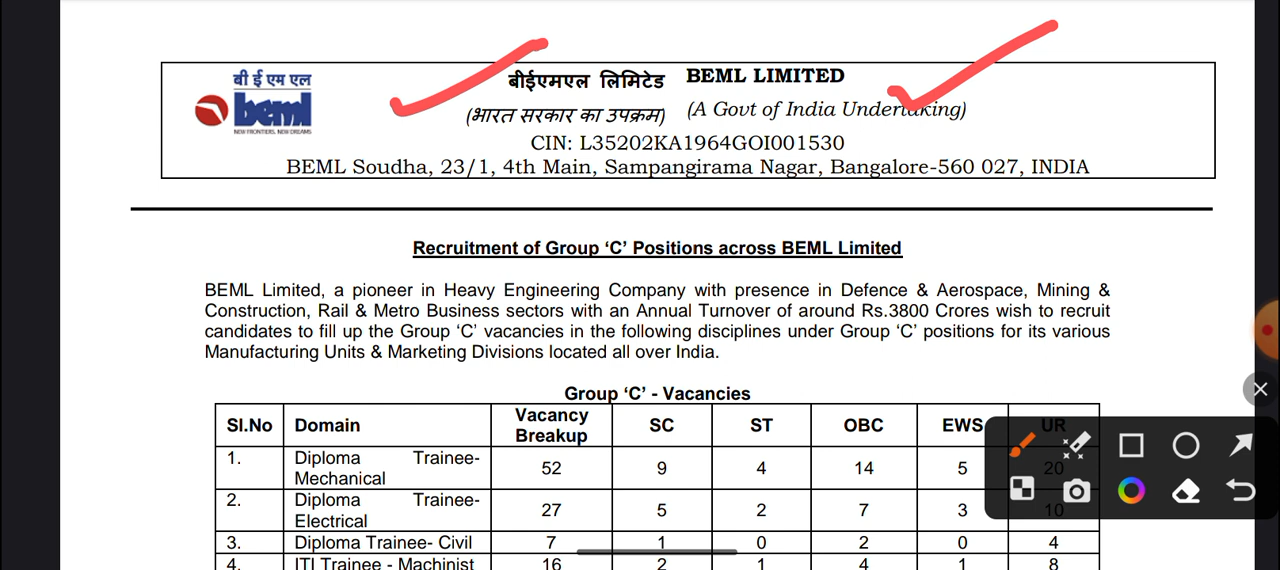 बी ई एम एल
beml
NEW FRONTIERS. NEW DREAMS
बीईएमएल लिमिटेड BEML LIMITED
(भारत सरकार का उपक्रम) (A Govt of India Undertaking)
CIN: L35202KA1964GOI001530
BEML Soudha, 23/1, 4th Main, Sampangirama Nagar, Bangalore-560 027, INDIA
Recruitment of Group ‘C’ Positions across BEML Limited
BEML Limited, a pioneer in Heavy Engineering Company with presence in Defence & Aerospace, Mining &
Construction, Rail & Metro Business sectors with an Annual Turnover of around Rs.3800 Crores wish to recruit
candidates to fill up the Group ‘C’ vacancies in the following disciplines under Group ‘C’ positions for its various
Manufacturing Units & Marketing Divisions located all over India.
Group ‘C’ - Vacancies
Sl.No Domain Vacancy Breakup SC ST OBC EWS UR
1. Diploma Trainee- Mechanical 52 9 4 14 5 20
2. Diploma Trainee- Electrical 27 5 2 7 3 10
3. Diploma Trainee- Civil 7 1 0 2 0 4
4. ITI Trainee - Machinist 16 2 1 4 1 8